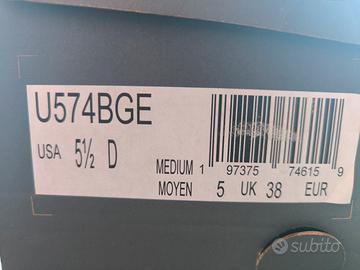 U574BGE
USA 5½ D
MEDIUM 1 97375 74615 9
MOYEN 5 UK 38 EUR
subito